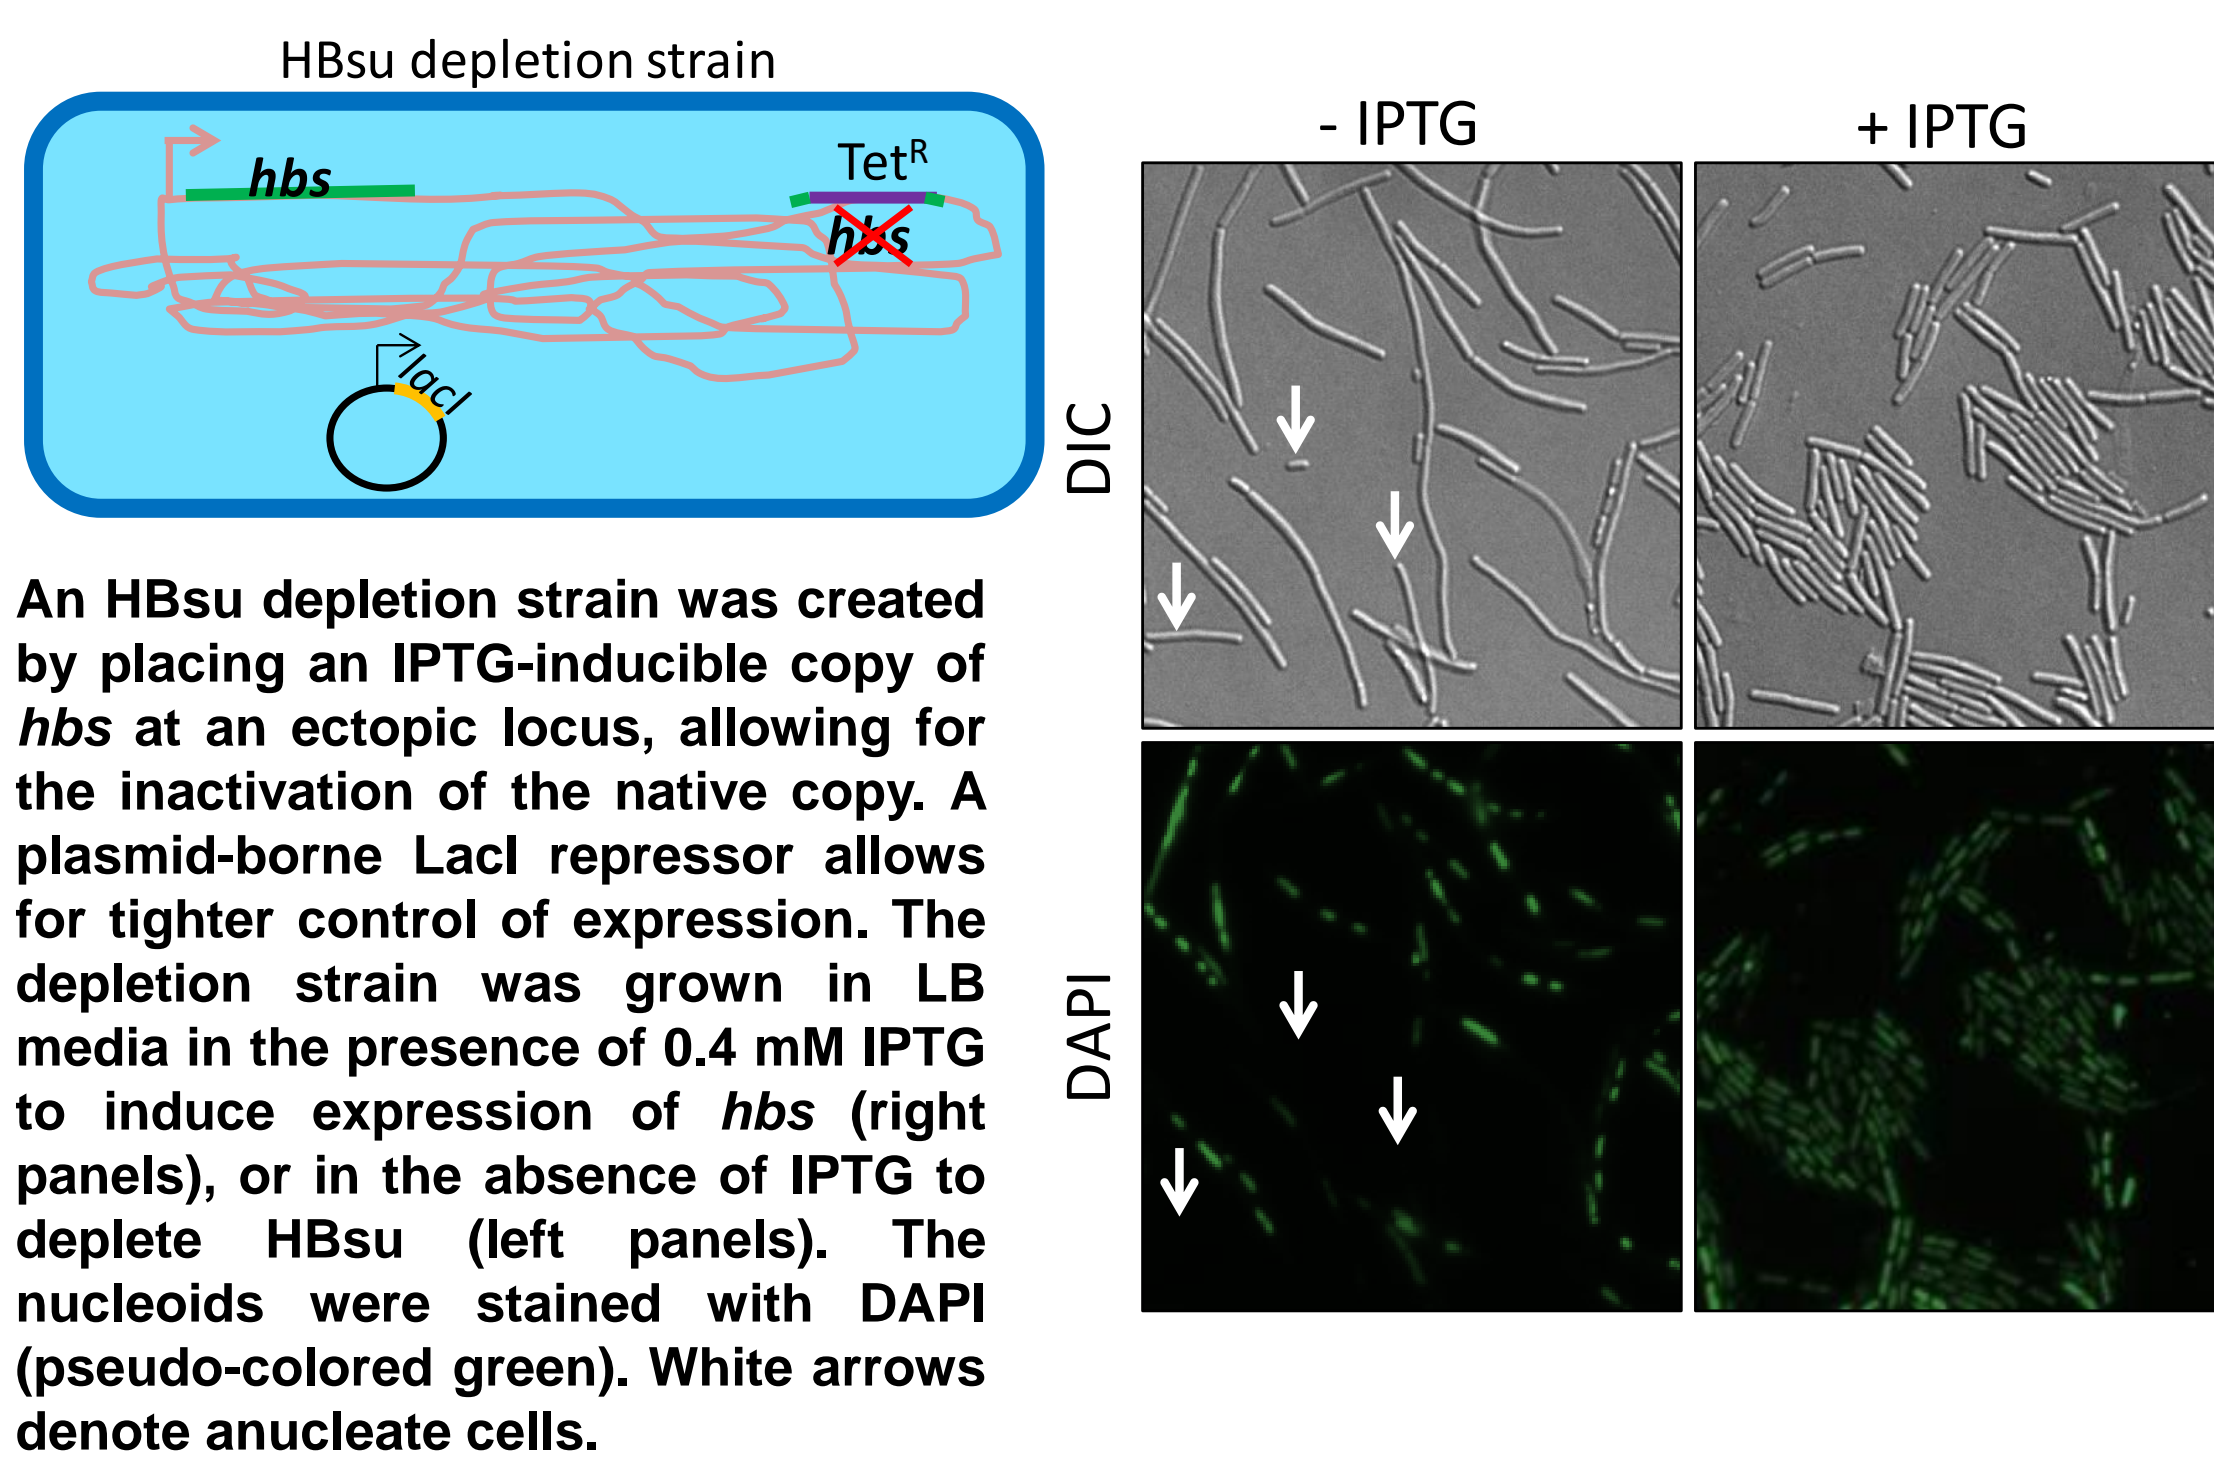 HBsu depletion strain
hbs
Tet^R
hbs
lacI
An HBsu depletion strain was created
by placing an IPTG-inducible copy of
hbs at an ectopic locus, allowing for
the inactivation of the native copy. A
plasmid-borne LacI repressor allows
for tighter control of expression. The
depletion strain was grown in LB
media in the presence of 0.4 mM IPTG
to induce expression of hbs (right
panels), or in the absence of IPTG to
deplete HBsu (left panels). The
nucleoids were stained with DAPI
(pseudo-colored green). White arrows
denote anucleate cells.
- IPTG
+ IPTG
DIC
DAPI